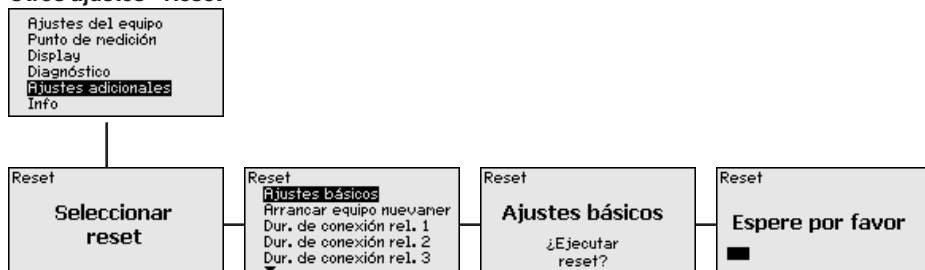 Otros ajustes - Reset
Ajustes del equipo
Punto de medición
Display
Diagnóstico
Ajustes adicionales
Info
Reset
Seleccionar
reset
Reset
Ajustes básicos
Arrancar equipo nuevamer
Dur. de conexión rel. 1
Dur. de conexión rel. 2
Dur. de conexión rel. 3
Reset
Ajustes básicos
¿Ejecutar
reset?
Reset
Espere por favor